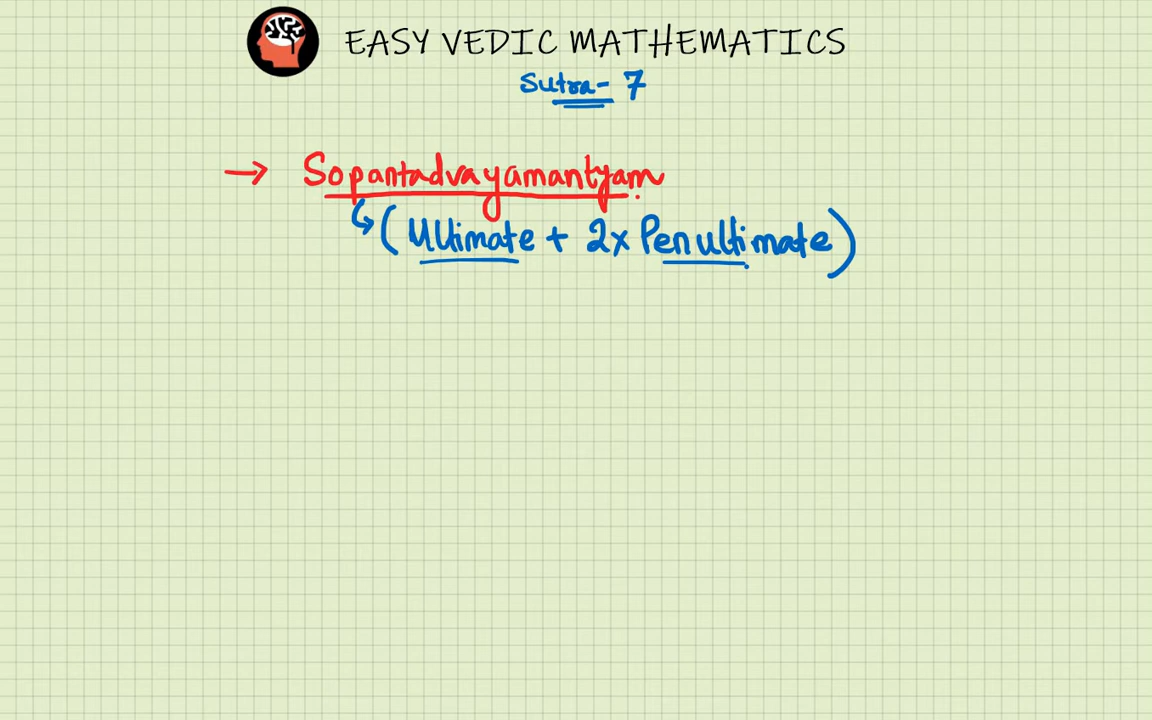 EASY VEDIC MATHEMATICS
Sutra- 7
→ Sopantadvayamantyam
(Ultimate + 2x Penultimate)